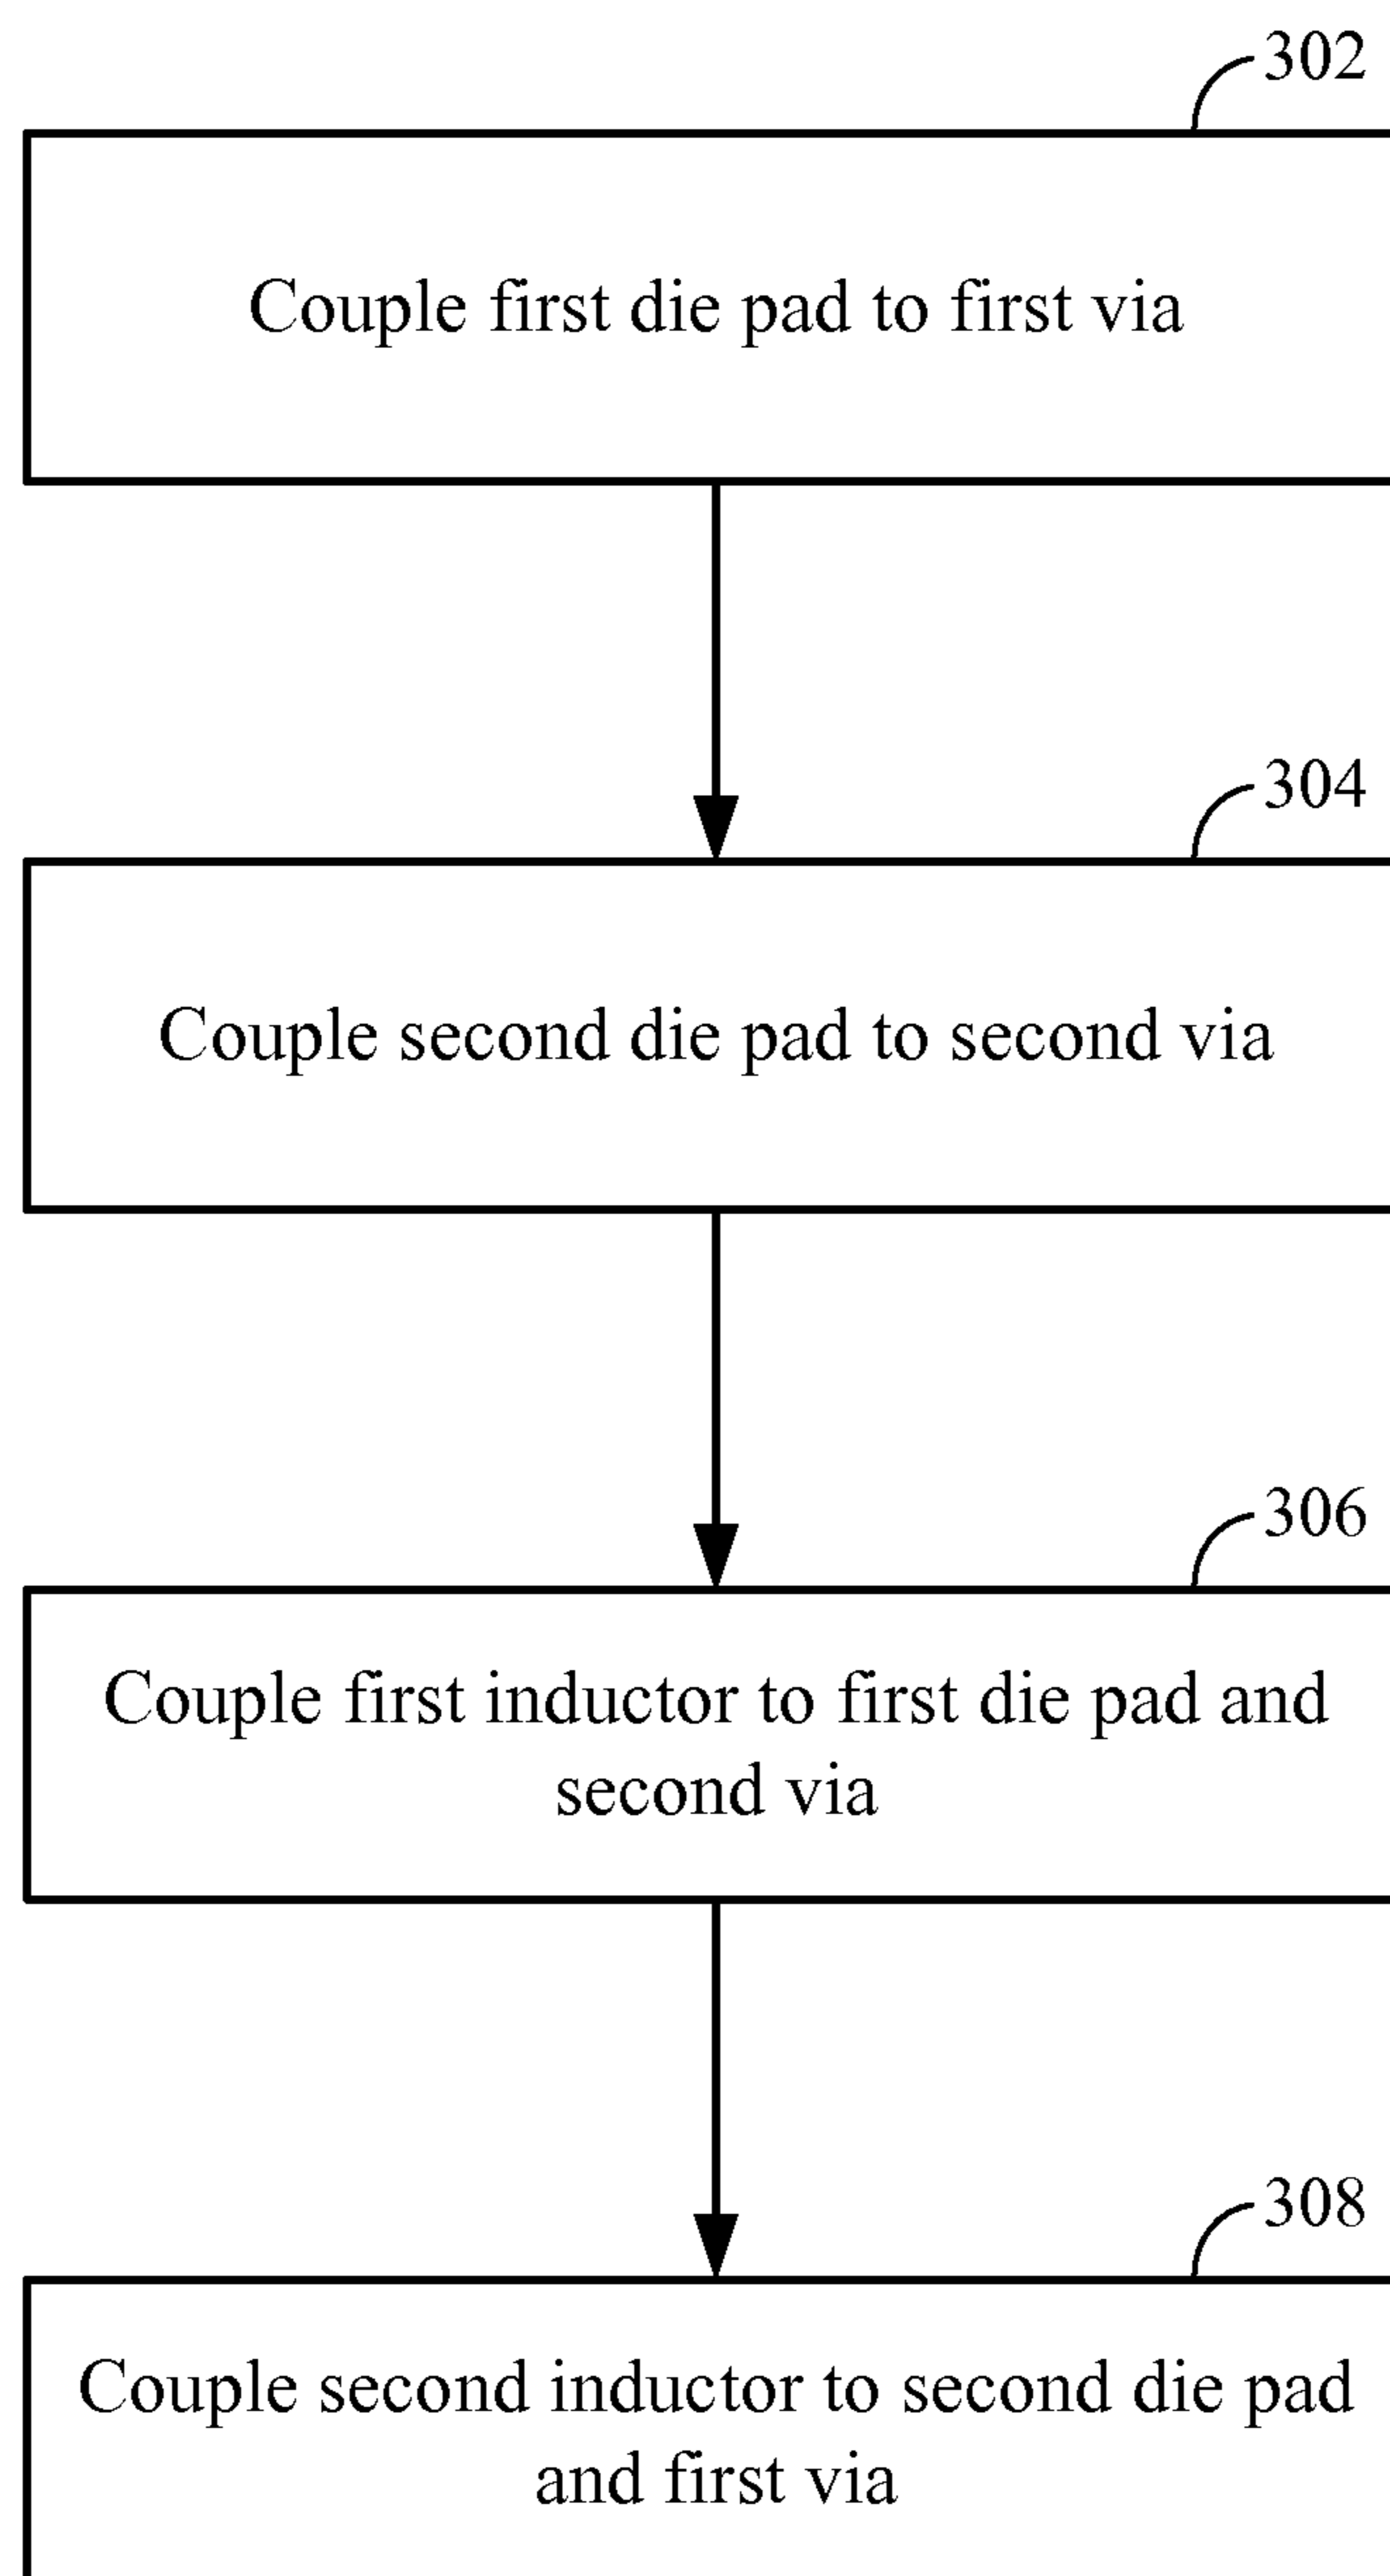 302
Couple first die pad to first via
304
Couple second die pad to second via
306
Couple first inductor to first die pad and
second via
308
Couple second inductor to second die pad
and first via